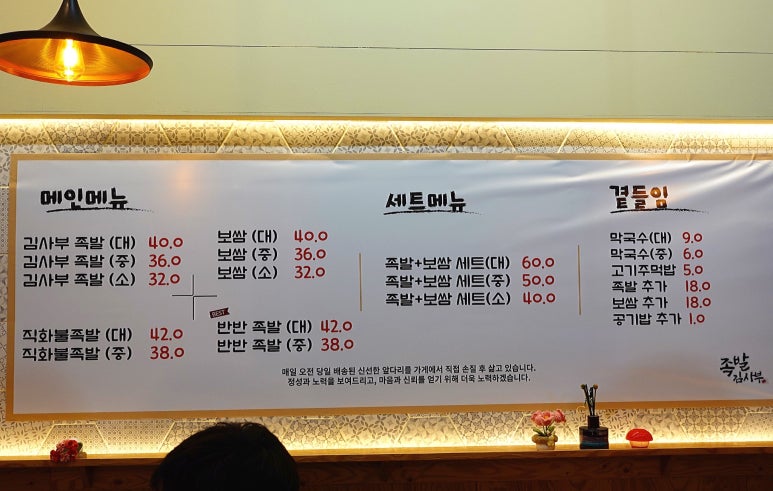 메인메뉴
김사부 족발 (대) 40.0
김사부 족발 (중) 36.0
김사부 족발 (소) 32.0
보쌈 (대) 40.0
보쌈 (중) 36.0
보쌈 (소) 32.0
직화불족발 (대) 42.0
직화불족발 (중) 38.0
BEST
반반 족발 (대) 42.0
반반 족발 (중) 38.0
세트메뉴
족발+보쌈 세트(대) 60.0
족발+보쌈 세트(중) 50.0
족발+보쌈 세트(소) 40.0
곁들임
막국수(대) 9.0
막국수(중) 6.0
고기주먹밥 5.0
족발 추가 18.0
보쌈 추가 18.0
공기밥 추가 1.0
매일 오전 당일 배송된 신선한 앞다리를 가게에서 직접 손질 후 삶고 있습니다.
정성과 노력을 보여드리고, 마음과 신뢰를 얻기 위해 더욱 노력하겠습니다.
족발
김사부